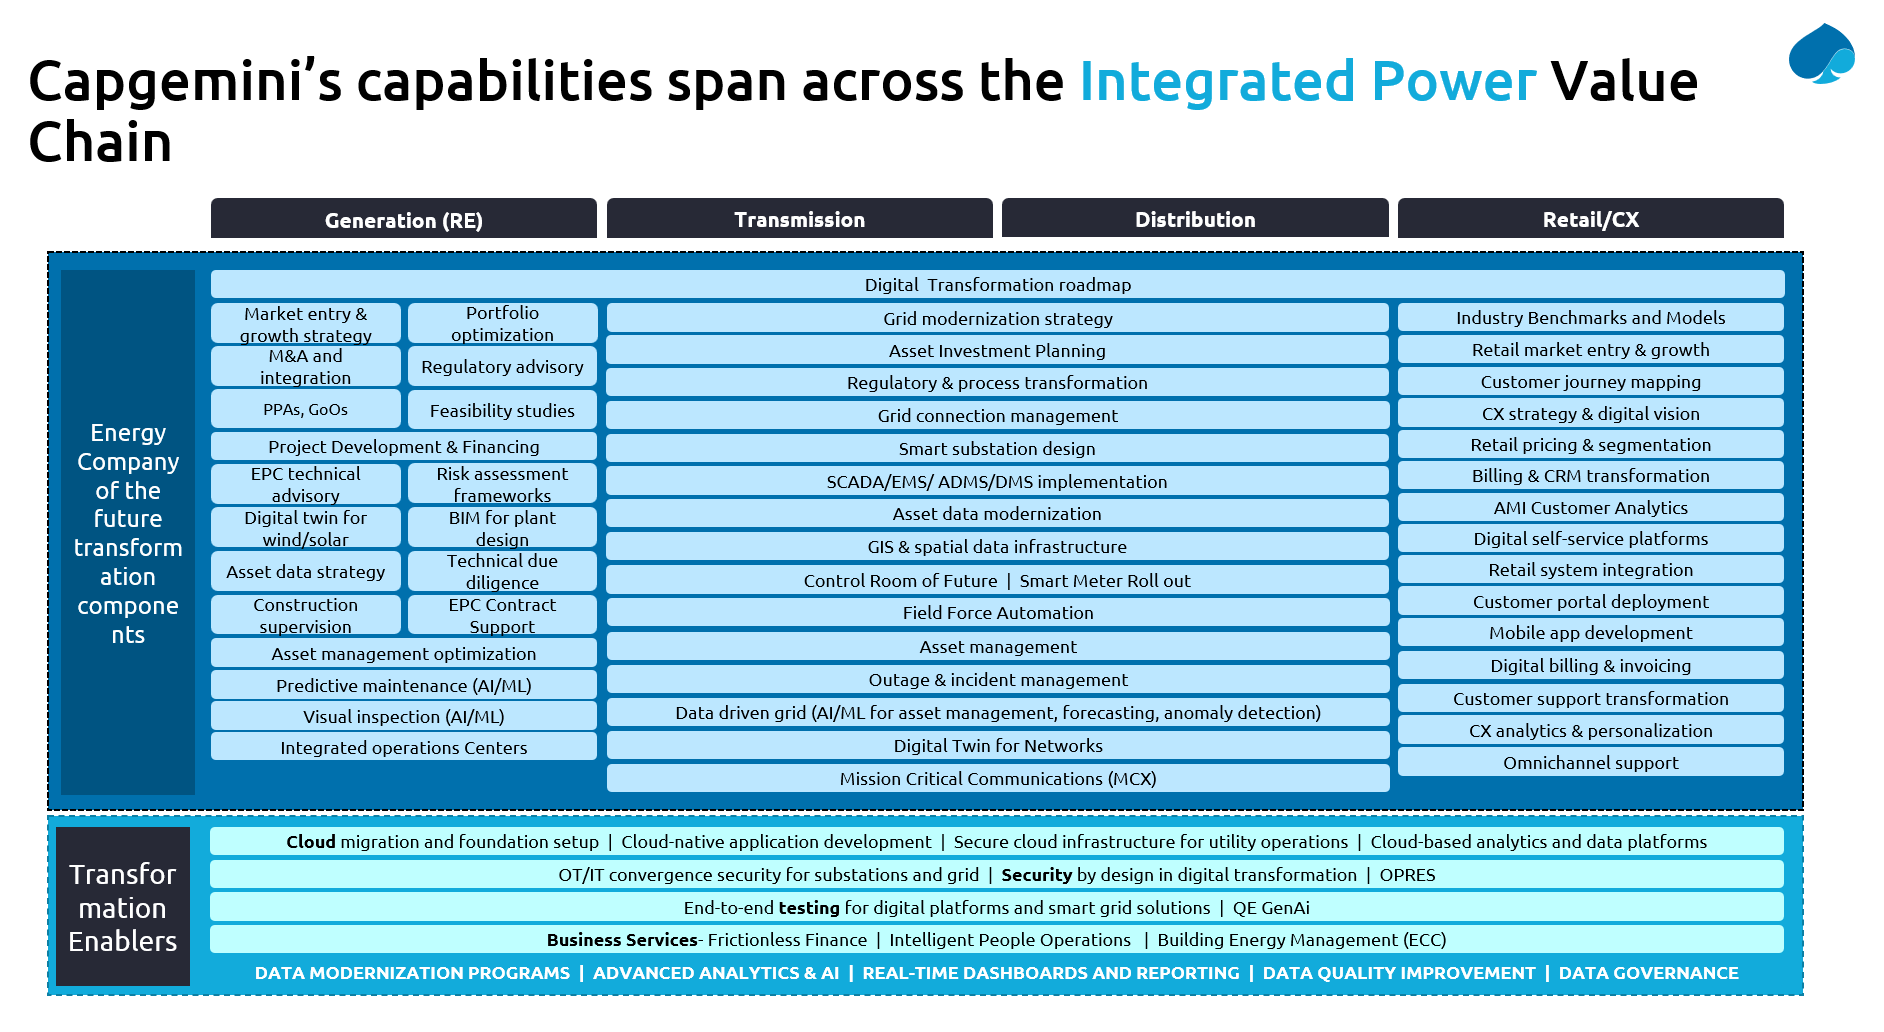 Capgemini’s capabilities span across the Integrated Power Value
Chain
Generation (RE)
Transmission
Distribution
Retail/CX
Energy
Company
of the
future
transform
ation
compone
nts
Digital  Transformation roadmap
Market entry &
growth strategy
Portfolio
optimization
M&A and
integration
Regulatory advisory
PPAs, GoOs
Feasibility studies
Project Development & Financing
EPC technical
advisory
Risk assessment
frameworks
Digital twin for
wind/solar
BIM for plant
design
Asset data strategy
Technical due
diligence
Construction
supervision
EPC Contract
Support
Asset management optimization
Predictive maintenance (AI/ML)
Visual inspection (AI/ML)
Integrated operations Centers
Grid modernization strategy
Asset Investment Planning
Regulatory & process transformation
Grid connection management
Smart substation design
SCADA/EMS/ ADMS/DMS implementation
Asset data modernization
GIS & spatial data infrastructure
Control Room of Future | Smart Meter Roll out
Field Force Automation
Asset management
Outage & incident management
Data driven grid (AI/ML for asset management, forecasting, anomaly detection)
Digital Twin for Networks
Mission Critical Communications (MCX)
Industry Benchmarks and Models
Retail market entry & growth
Customer journey mapping
CX strategy & digital vision
Retail pricing & segmentation
Billing & CRM transformation
AMI Customer Analytics
Digital self-service platforms
Retail system integration
Customer portal deployment
Mobile app development
Digital billing & invoicing
Customer support transformation
CX analytics & personalization
Omnichannel support
Transfor
mation
Enablers
Cloud migration and foundation setup | Cloud-native application development | Secure cloud infrastructure for utility operations | Cloud-based analytics and data platforms
OT/IT convergence security for substations and grid | Security by design in digital transformation | OPRES
End-to-end testing for digital platforms and smart grid solutions | QE GenAi
Business Services- Frictionless Finance | Intelligent People Operations | Building Energy Management (ECC)
DATA MODERNIZATION PROGRAMS | ADVANCED ANALYTICS & AI | REAL-TIME DASHBOARDS AND REPORTING | DATA QUALITY IMPROVEMENT | DATA GOVERNANCE